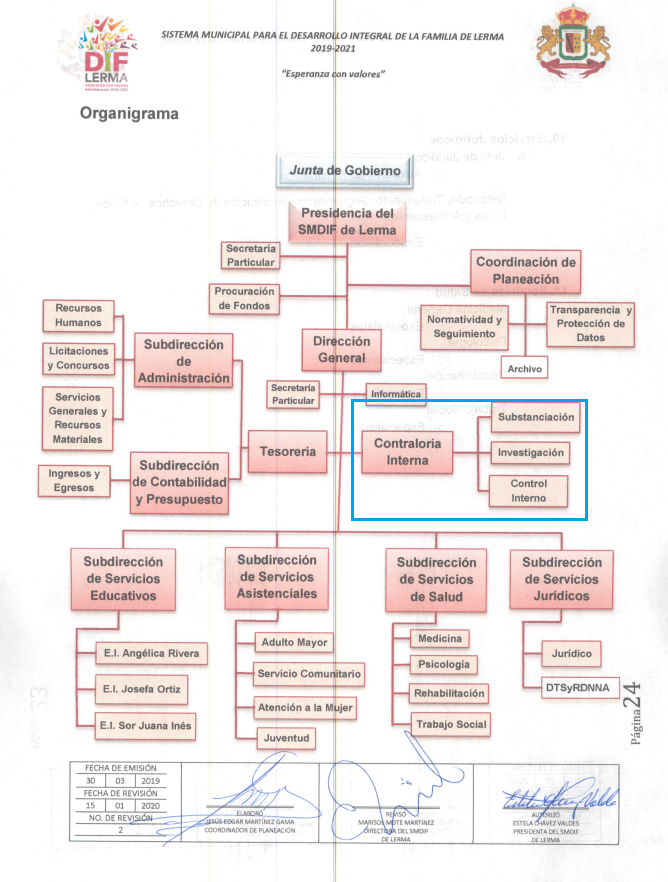 SISTEMA MUNICIPAL PARA EL DESARROLLO INTEGRAL DE LA FAMILIA DE LERMA
2019-2021
"Esperanza con valores"
DIF
LERMA
Organigrama
Junta de Gobierno
Presidencia del
SMDIF de Lerma
Secretaría
Particular
Procuración
de Fondos
Coordinación de
Planeación
Normatividad y
Seguimiento
Transparencia y
Protección de
Datos
Archivo
Recursos
Humanos
Licitaciones
y Concursos
Servicios
Generales y
Recursos
Materiales
Subdirección
de
Administración
Dirección
General
Secretaría
Particular
Informática
Ingresos y
Egresos
Subdirección
de Contabilidad
y Presupuesto
Tesorería
Contraloría
Interna
Substanciación
Investigación
Control
Interno
Subdirección
de Servicios
Educativos
Subdirección
de Servicios
Asistenciales
Subdirección
de Servicios
de Salud
Subdirección
de Servicios
Jurídicos
E.I. Angélica Rivera
E.I. Josefa Ortiz
E.I. Sor Juana Inés
Adulto Mayor
Servicio Comunitario
Atención a la Mujer
Juventud
Medicina
Psicología
Rehabilitación
Trabajo Social
Jurídico
DTSyRDNNA
Página 24
FECHA DE EMISIÓN
30 03 2019
FECHA DE REVISIÓN
15 01 2020
NO. DE REVISIÓN
2
ELABORÓ
JESÚS EDGAR MARTÍNEZ GAMA
COORDINADOR DE PLANEACIÓN
REVISÓ
MARISOL MOTE MARTÍNEZ
DIRECTORA DEL SMDIF
DE LERMA
Estela Chávez Valdes
AUTORIZÓ
ESTELA CHÁVEZ VALDES
PRESIDENTA DEL SMDIF
DE LERMA